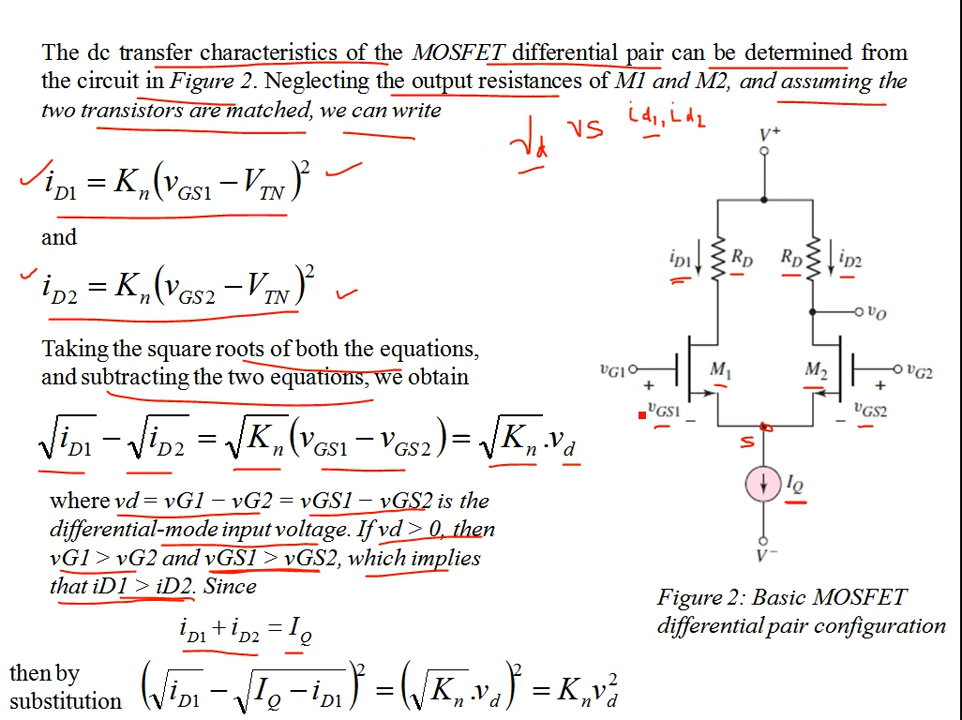 The dc transfer characteristics of the MOSFET differential pair can be determined from
the circuit in Figure 2. Neglecting the output resistances of M1 and M2, and assuming the
two transistors are matched, we can write
Vd vs id1, id2
iD1 = Kn(vGS1 − VTN)²
and
iD2 = Kn(vGS2 − VTN)²
Taking the square roots of both the equations,
and subtracting the two equations, we obtain
√iD1 − √iD2 = √Kn(vGS1 − vGS2) = √Kn.vd
where vd = vG1 − vG2 = vGS1 − vGS2 is the
differential-mode input voltage. If vd > 0, then
vG1 > vG2 and vGS1 > vGS2, which implies
that iD1 > iD2. Since
iD1 + iD2 = IQ
then by
substitution
(√iD1 − √IQ − iD1)² = (√Kn.vd)² = Knvd²
V+
iD1
RD
RD
iD2
vO
vG1
M1
M2
vG2
+
+
vGS1
−
−
vGS2
S
IQ
V−
Figure 2: Basic MOSFET
differential pair configuration